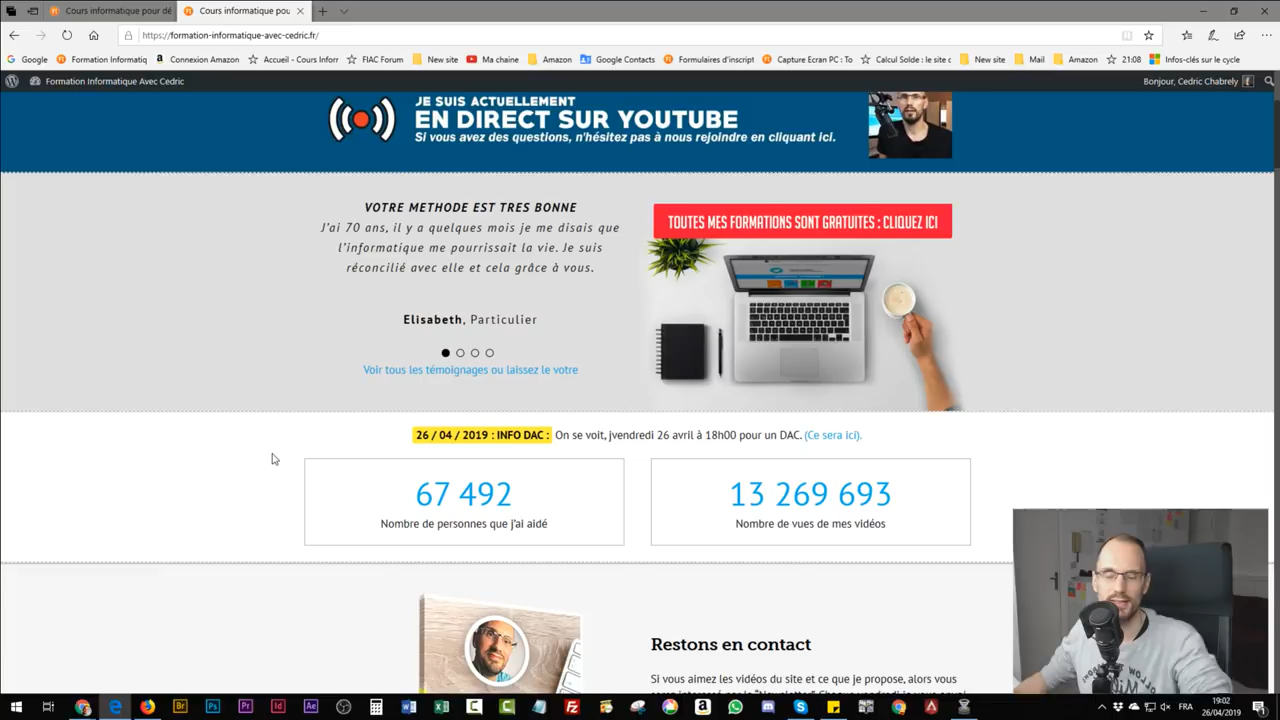 Cours informatique pour dé
Cours informatique pou
https://formation-informatique-avec-cedric.fr/
Google
Formation Informatiq
Connexion Amazon
Accueil - Cours Inforr
FIAC Forum
New site
Ma chaine
Amazon
Google Contacts
Formulaires d'inscript
Capture Ecran PC : To
Calcul Solde : le site c
New site
Mail
Amazon
21:08
Infos-clés sur le cycle
Formation Informatique Avec Cedric
Bonjour, Cedric Chabrely
JE SUIS ACTUELLEMENT
EN DIRECT SUR YOUTUBE
Si vous avez des questions, n'hésitez pas à nous rejoindre en cliquant ici.
VOTRE METHODE EST TRES BONNE
J'ai 70 ans, il y a quelques mois je me disais que
l'informatique me pourrissait la vie. Je suis
réconcilié avec elle et cela grâce à vous.
Elisabeth, Particulier
Voir tous les témoignages ou laissez le votre
TOUTES MES FORMATIONS SONT GRATUITES : CLIQUEZ ICI
26 / 04 / 2019 : INFO DAC : On se voit, jvendredi 26 avril à 18h00 pour un DAC. (Ce sera ici).
67 492
Nombre de personnes que j'ai aidé
13 269 693
Nombre de vues de mes vidéos
Restons en contact
Si vous aimez les vidéos du site et ce que je propose, alors vous
FRA
19:02
26/04/2019